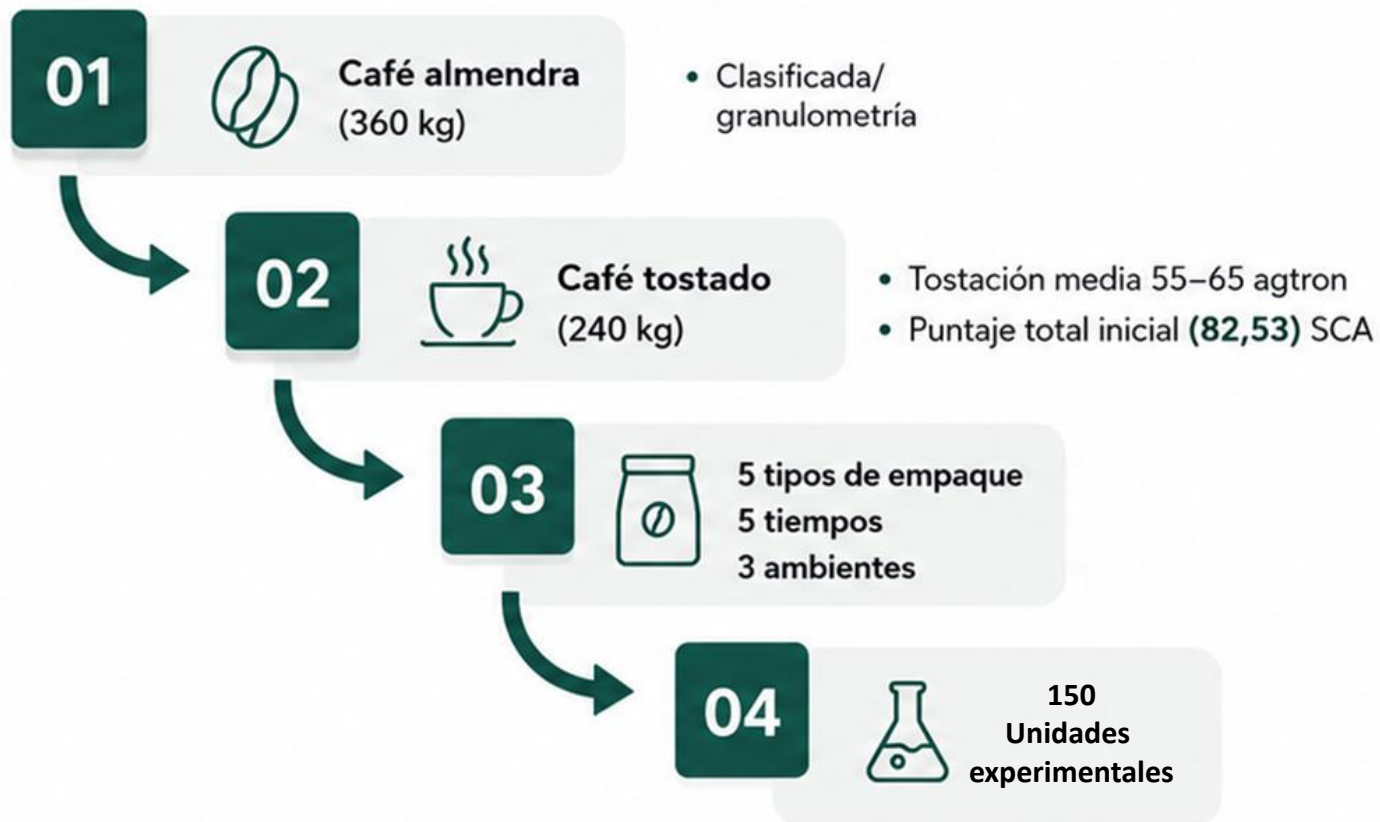 01
Café almendra
(360 kg)
• Clasificada/
granulometría
02
Café tostado
(240 kg)
• Tostación media 55–65 agtron
• Puntaje total inicial (82,53) SCA
03
5 tipos de empaque
5 tiempos
3 ambientes
04
150
Unidades
experimentales